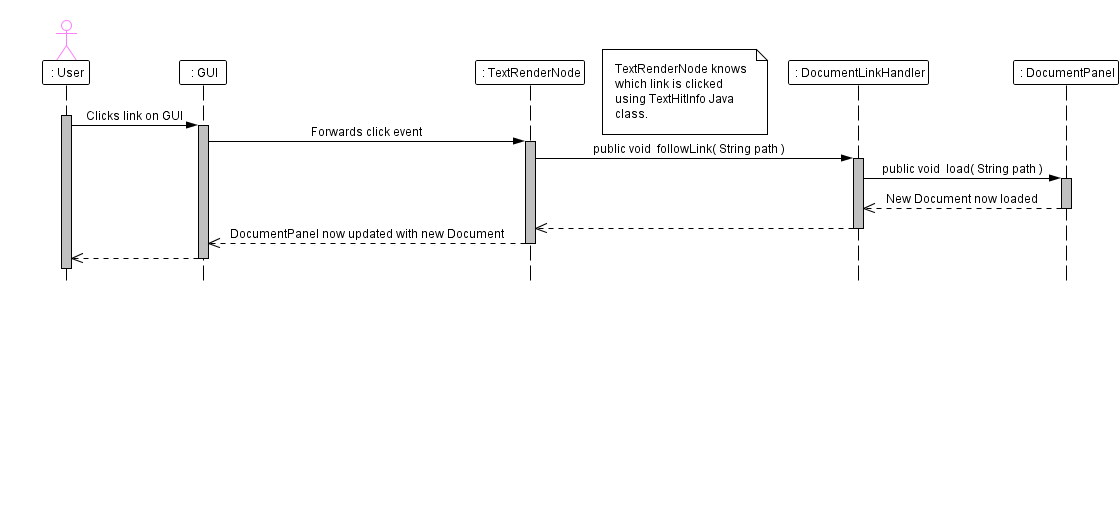 : User
: GUI
: TextRenderNode
TextRenderNode knows
which link is clicked
using TextHitInfo Java
class.
: DocumentLinkHandler
: DocumentPanel
Clicks link on GUI
Forwards click event
public void  followLink( String path )
public void  load( String path )
New Document now loaded
DocumentPanel now updated with new Document